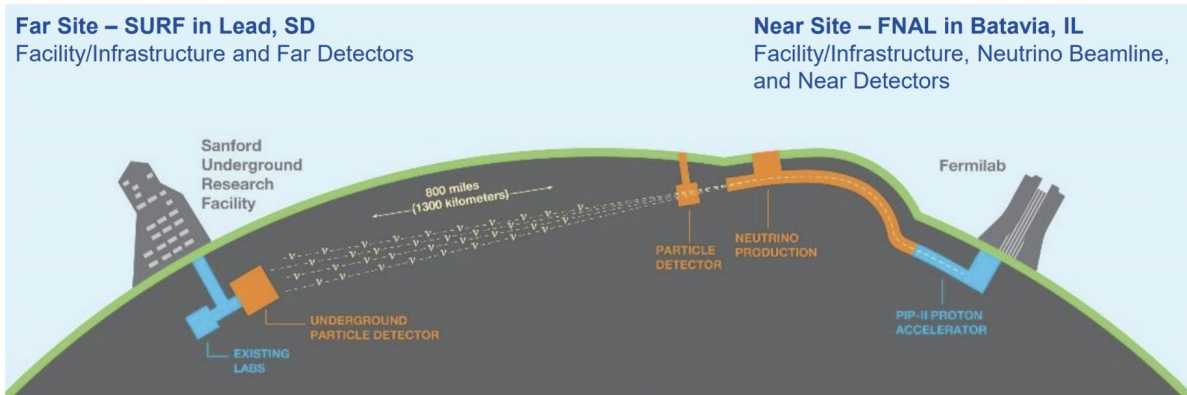 Far Site – SURF in Lead, SD
Facility/Infrastructure and Far Detectors
Near Site – FNAL in Batavia, IL
Facility/Infrastructure, Neutrino Beamline,
and Near Detectors
Sanford
Underground
Research
Facility
800 miles
(1300 kilometers)
Fermilab
PARTICLE
DETECTOR
NEUTRINO
PRODUCTION
UNDERGROUND
PARTICLE DETECTOR
EXISTING
LABS
PIP-II PROTON
ACCELERATOR
ν ν ν ν ν ν ν ν
ν ν ν ν ν ν ν
ν ν ν ν ν ν ν
ν ν ν ν ν ν